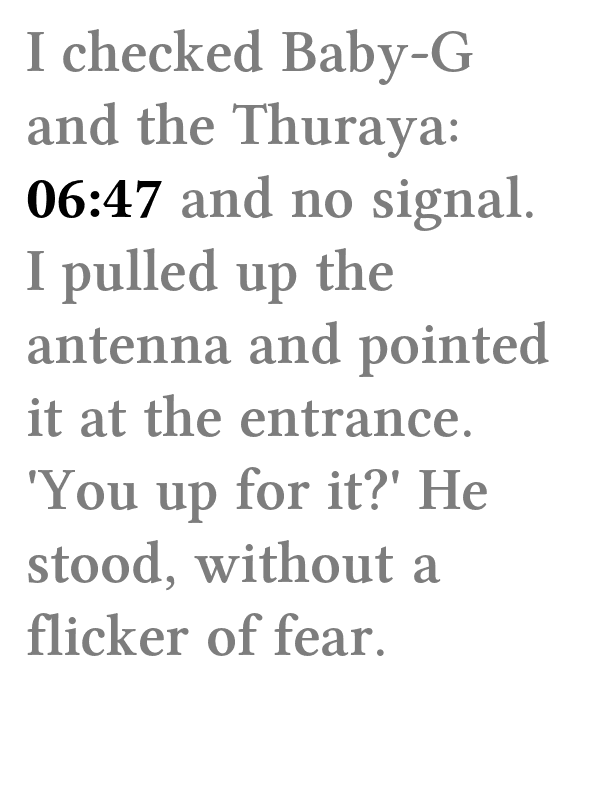 I checked Baby-G
and the Thuraya:
06:47 and no signal.
I pulled up the
antenna and pointed
it at the entrance.
'You up for it?' He
stood, without a
flicker of fear.